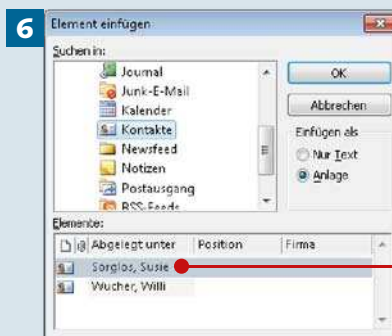 6
Element einfügen
Suchen in:
Journal
Junk-E-Mail
Kalender
Kontakte
Newsfeed
Notizen
Postausgang
RSS-Feeds
OK
Abbrechen
Einfügen als
Nur Text
Anlage
Elemente:
Abgelegt unter Position Firma
Sorglos, Susie
Wucher, Willi